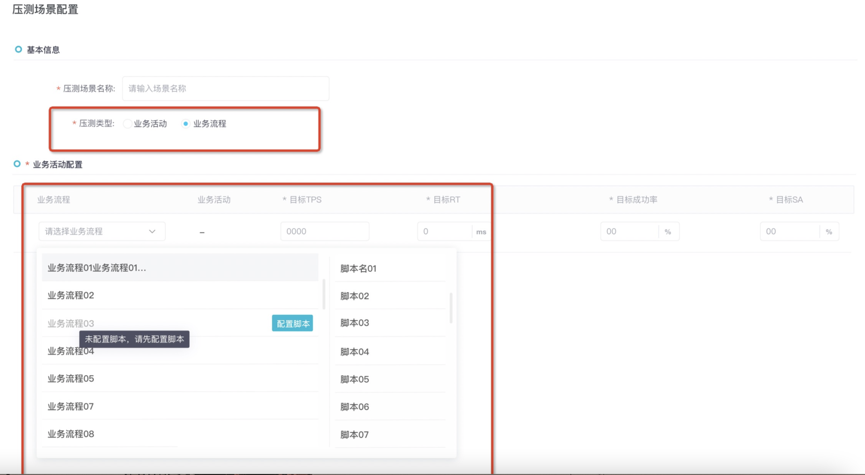 压测场景配置
基本信息
* 压测场景名称: 请输入场景名称
* 压测类型: 业务活动 业务流程
* 业务活动配置
业务流程 业务活动 * 目标TPS * 目标RT * 目标成功率 * 目标SA
请选择业务流程 – 0000 0 ms 00 % 00 %
业务流程01业务流程01... 脚本名01
业务流程02 脚本02
业务流程03 配置脚本 脚本03
未配置脚本，请先配置脚本
业务流程04 脚本04
业务流程05 脚本05
业务流程07 脚本06
业务流程08 脚本07